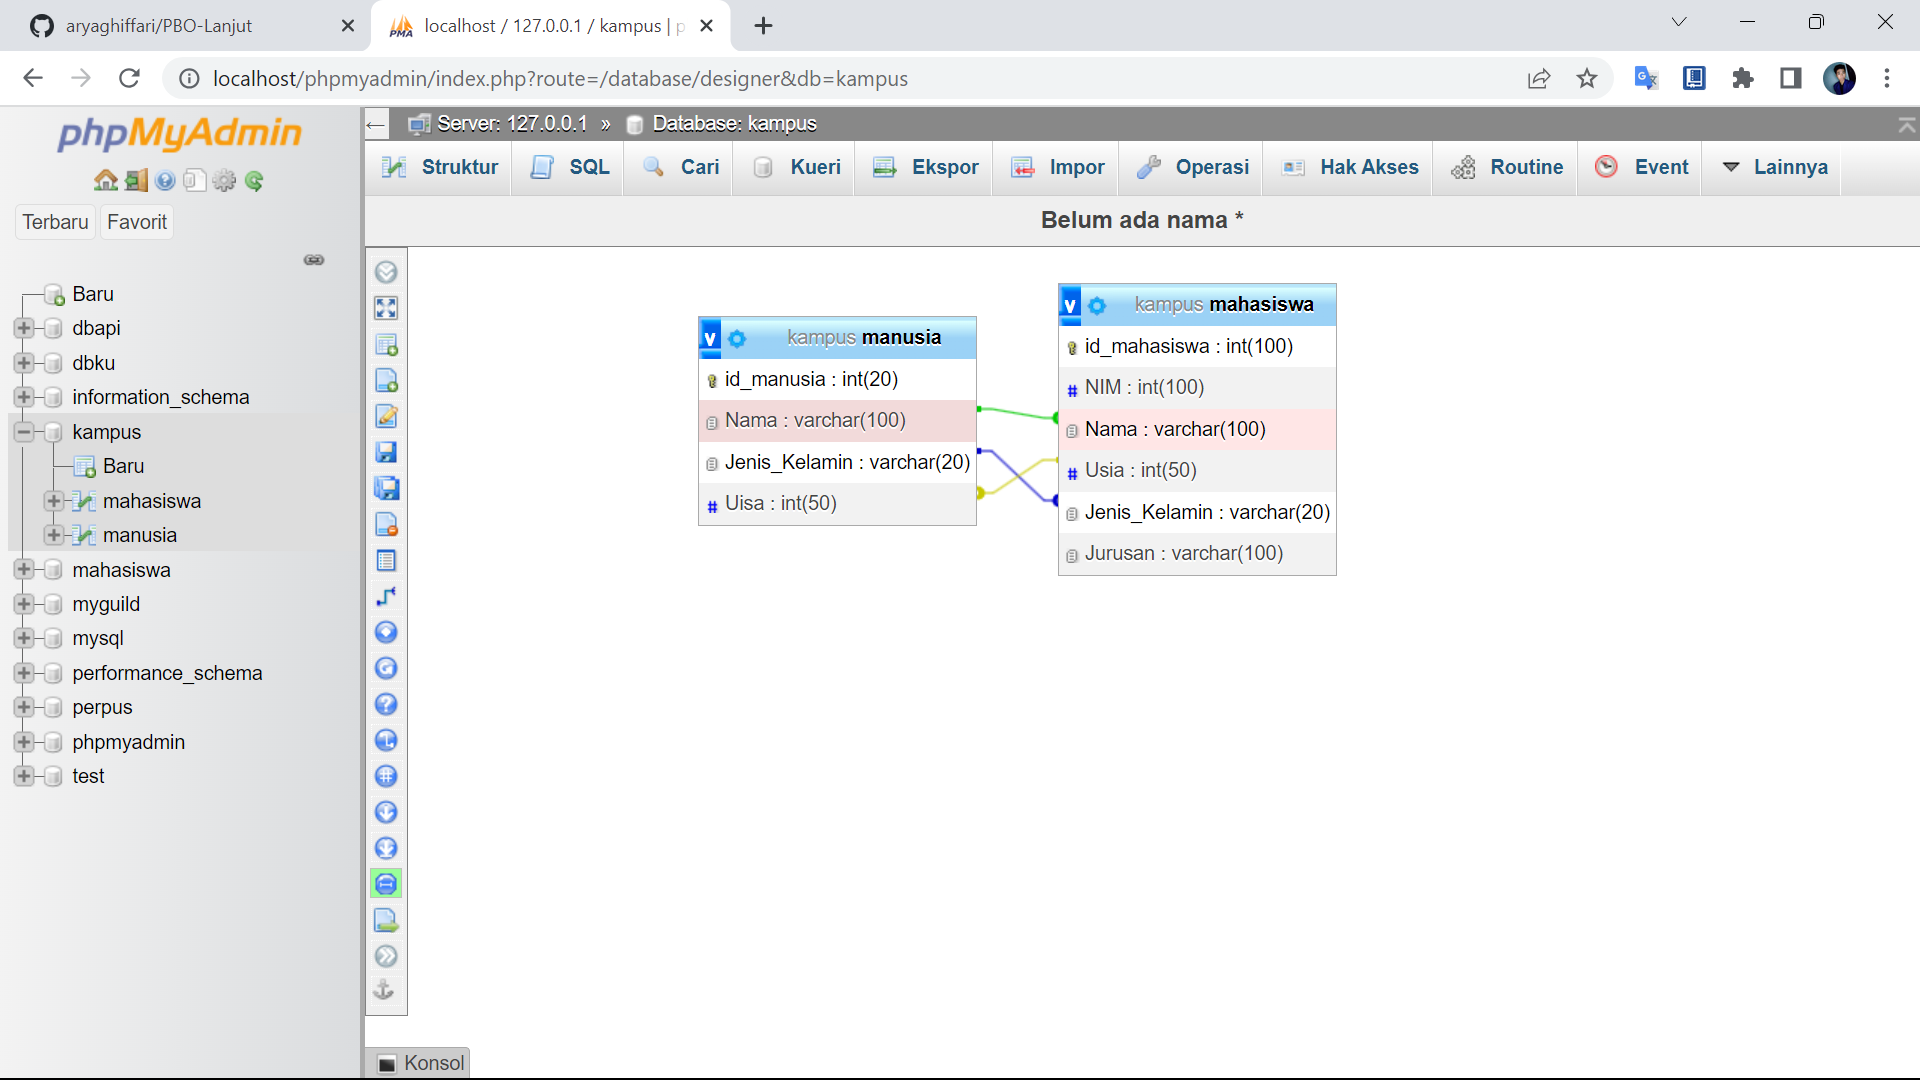 aryaghiffari/PBO-Lanjut
localhost / 127.0.0.1 / kampus | p
localhost/phpmyadmin/index.php?route=/database/designer&db=kampus
phpMyAdmin
Server: 127.0.0.1 » Database: kampus
Struktur SQL Cari Kueri Ekspor Impor Operasi Hak Akses Routine Event Lainnya
Terbaru Favorit
Belum ada nama *
Baru
dbapi
dbku
information_schema
kampus
Baru
mahasiswa
manusia
mahasiswa
myguild
mysql
performance_schema
perpus
phpmyadmin
test
v kampus manusia
id_manusia : int(20)
Nama : varchar(100)
Jenis_Kelamin : varchar(20)
# Uisa : int(50)
v kampus mahasiswa
id_mahasiswa : int(100)
# NIM : int(100)
Nama : varchar(100)
# Usia : int(50)
Jenis_Kelamin : varchar(20)
Jurusan : varchar(100)
Konsol